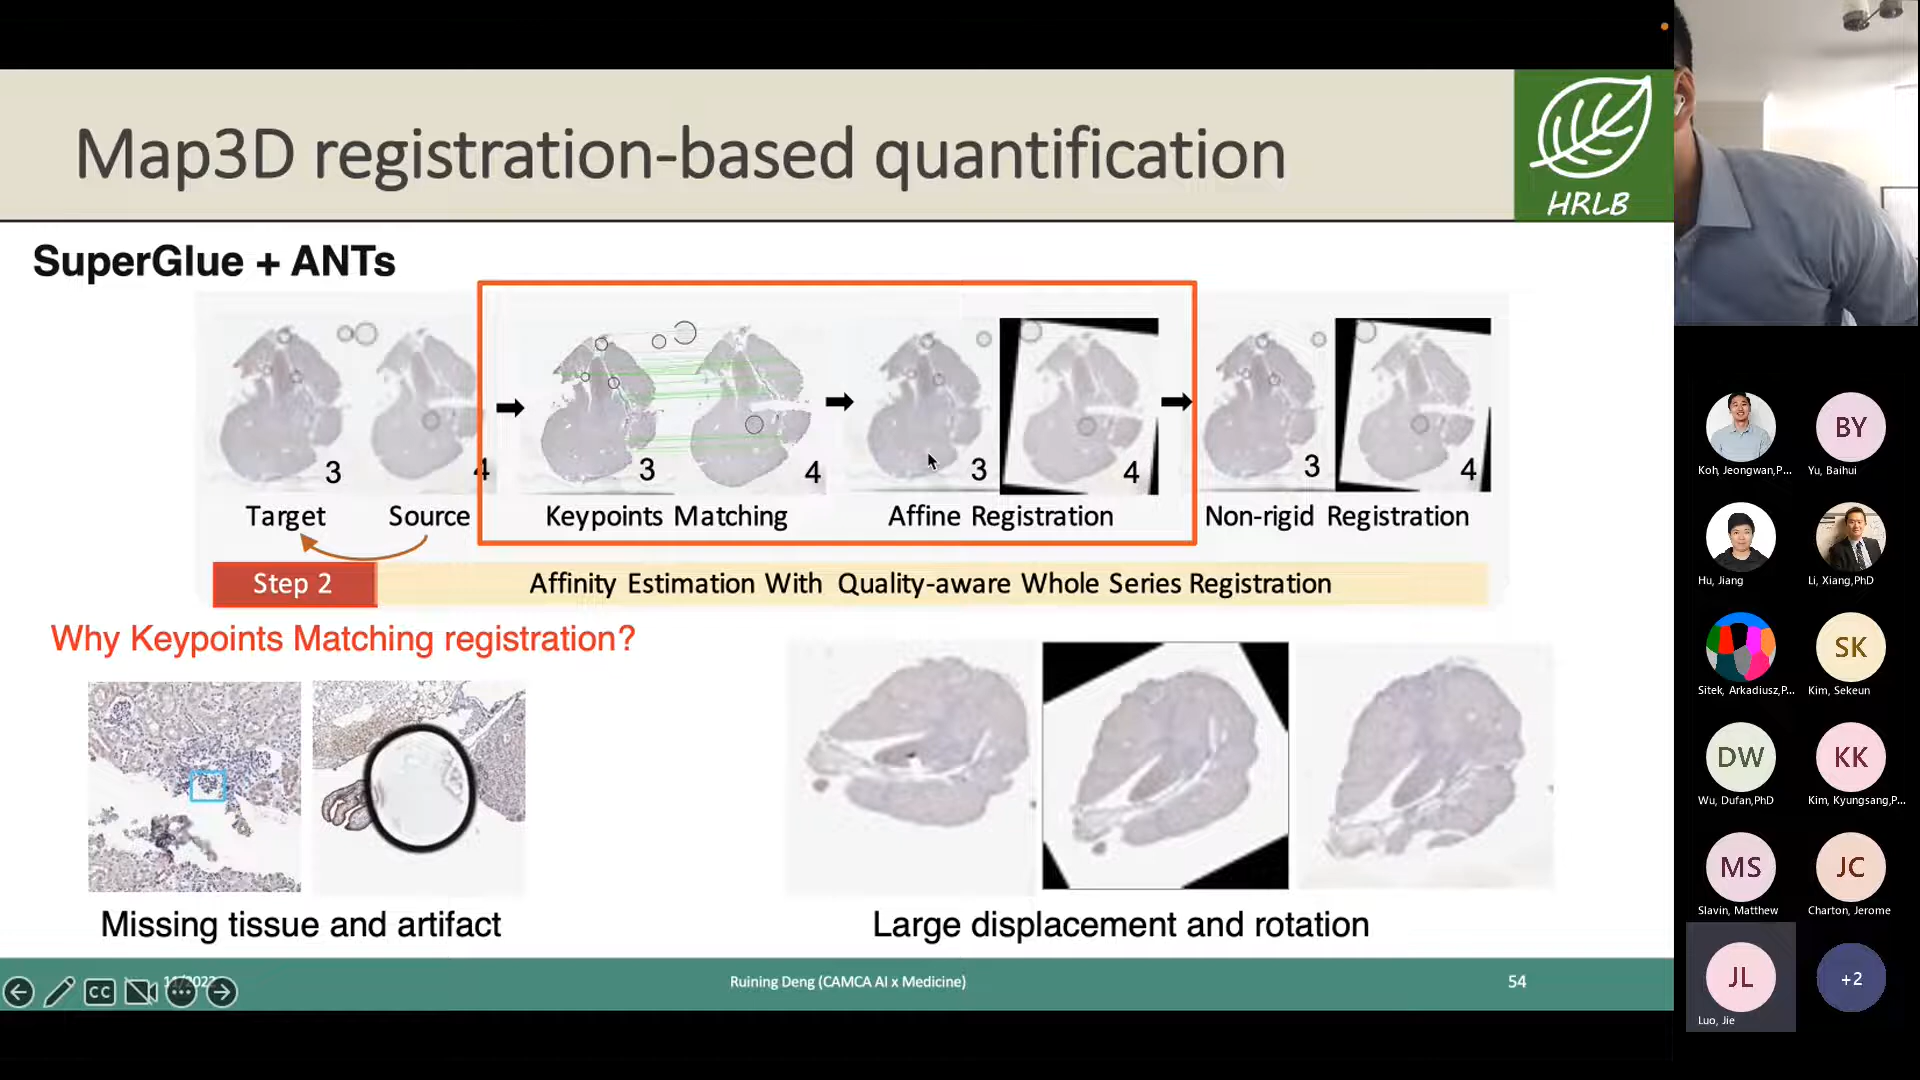 Map3D registration-based quantification
HRLB
SuperGlue + ANTs
3
4
3
4
3
4
3
4
Target
Source
Keypoints Matching
Affine Registration
Non-rigid Registration
Step 2
Affinity Estimation With Quality-aware Whole Series Registration
Why Keypoints Matching registration?
Missing tissue and artifact
Large displacement and rotation
CC
Ruining Deng (CAMCA AI x Medicine)
54
Koh, Jeongwan,P...
BY
Yu, Baihui
Hu, Jiang
Li, Xiang,PhD
Sitek, Arkadiusz,P...
SK
Kim, Sekeun
DW
Wu, Dufan,PhD
KK
Kim, Kyungsang,P...
MS
Slavin, Matthew
JC
Charton, Jerome
JL
Luo, Jie
+2